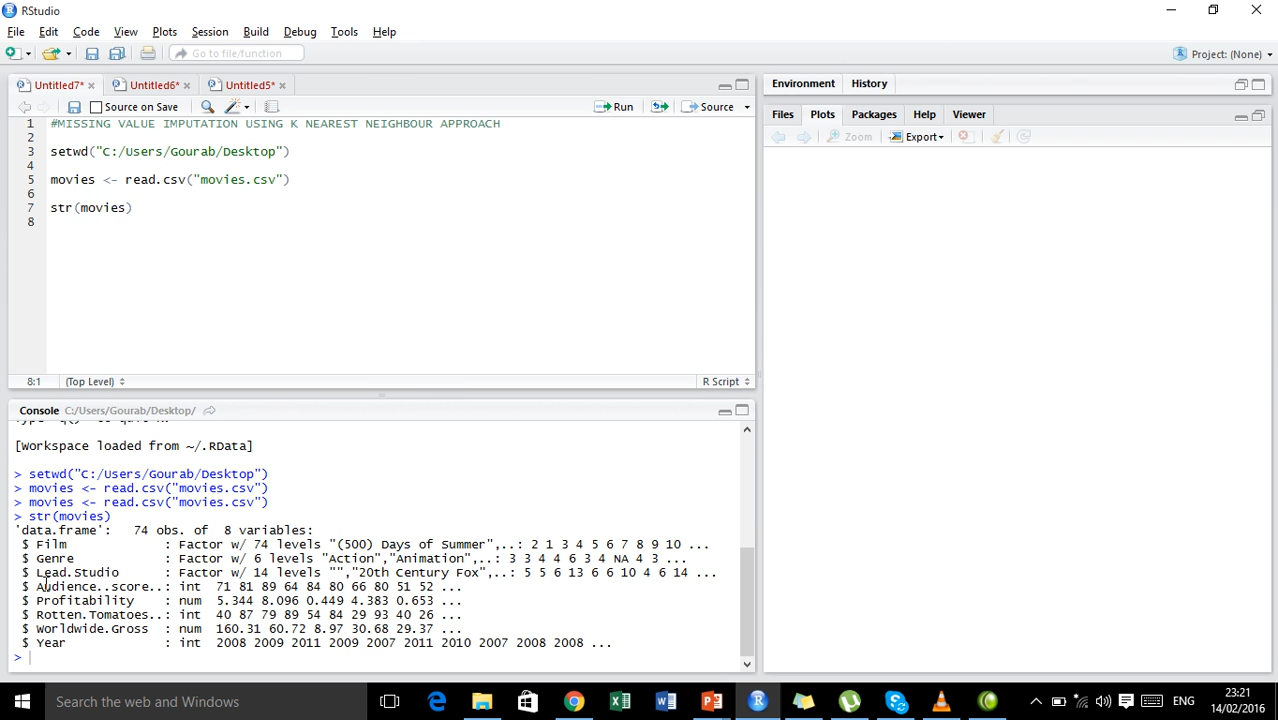 RStudio
File Edit Code View Plots Session Build Debug Tools Help
Go to file/function Project: (None)
Untitled7* Untitled6* Untitled5*
Source on Save Run Source
1 #MISSING VALUE IMPUTATION USING K NEAREST NEIGHBOUR APPROACH
2
3 setwd("C:/Users/Gourab/Desktop")
4
5 movies <- read.csv("movies.csv")
6
7 str(movies)
8
8:1 (Top Level) R Script
Console C:/Users/Gourab/Desktop/
[Workspace loaded from ~/.RData]
> setwd("C:/Users/Gourab/Desktop")
> movies <- read.csv("movies.csv")
> movies <- read.csv("movies.csv")
> str(movies)
'data.frame': 74 obs. of 8 variables:
$ Film : Factor w/ 74 levels "(500) Days of Summer",..: 2 1 3 4 5 6 7 8 9 10 ...
$ Genre : Factor w/ 6 levels "Action","Animation",..: 3 3 4 4 6 3 4 NA 4 3 ...
$ Lead.Studio : Factor w/ 14 levels "","20th Century Fox",..: 5 5 6 13 6 6 10 4 6 14 ...
$ Audience..score..: int 71 81 89 64 84 80 66 80 51 52 ...
$ Profitability : num 5.344 8.096 0.449 4.383 0.653 ...
$ Rotten.Tomatoes..: int 40 87 79 89 54 84 29 93 40 26 ...
$ Worldwide.Gross : num 160.31 60.72 8.97 30.68 29.37 ...
$ Year : int 2008 2009 2011 2009 2007 2011 2010 2007 2008 2008 ...
>
Environment History
Files Plots Packages Help Viewer
Zoom Export
Search the web and Windows
ENG
23:21
14/02/2016